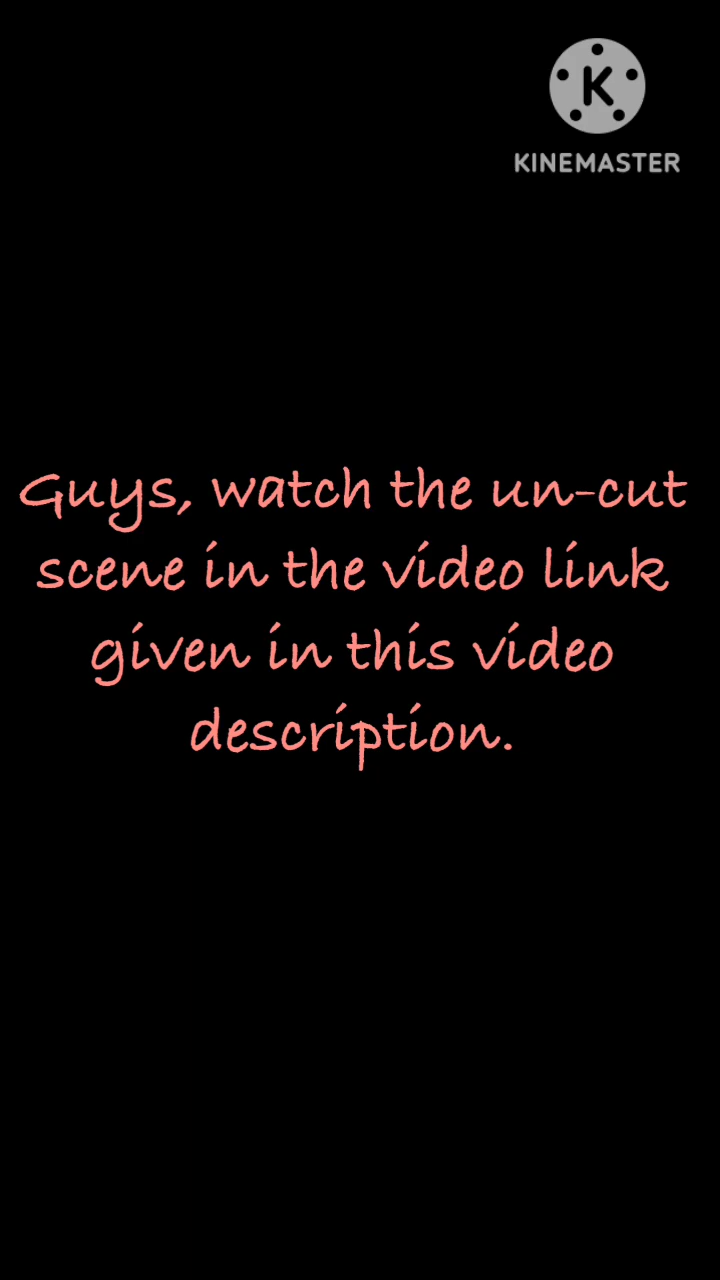 K
KINEMASTER
Guys, watch the un-cut
scene in the video link
given in this video
description.